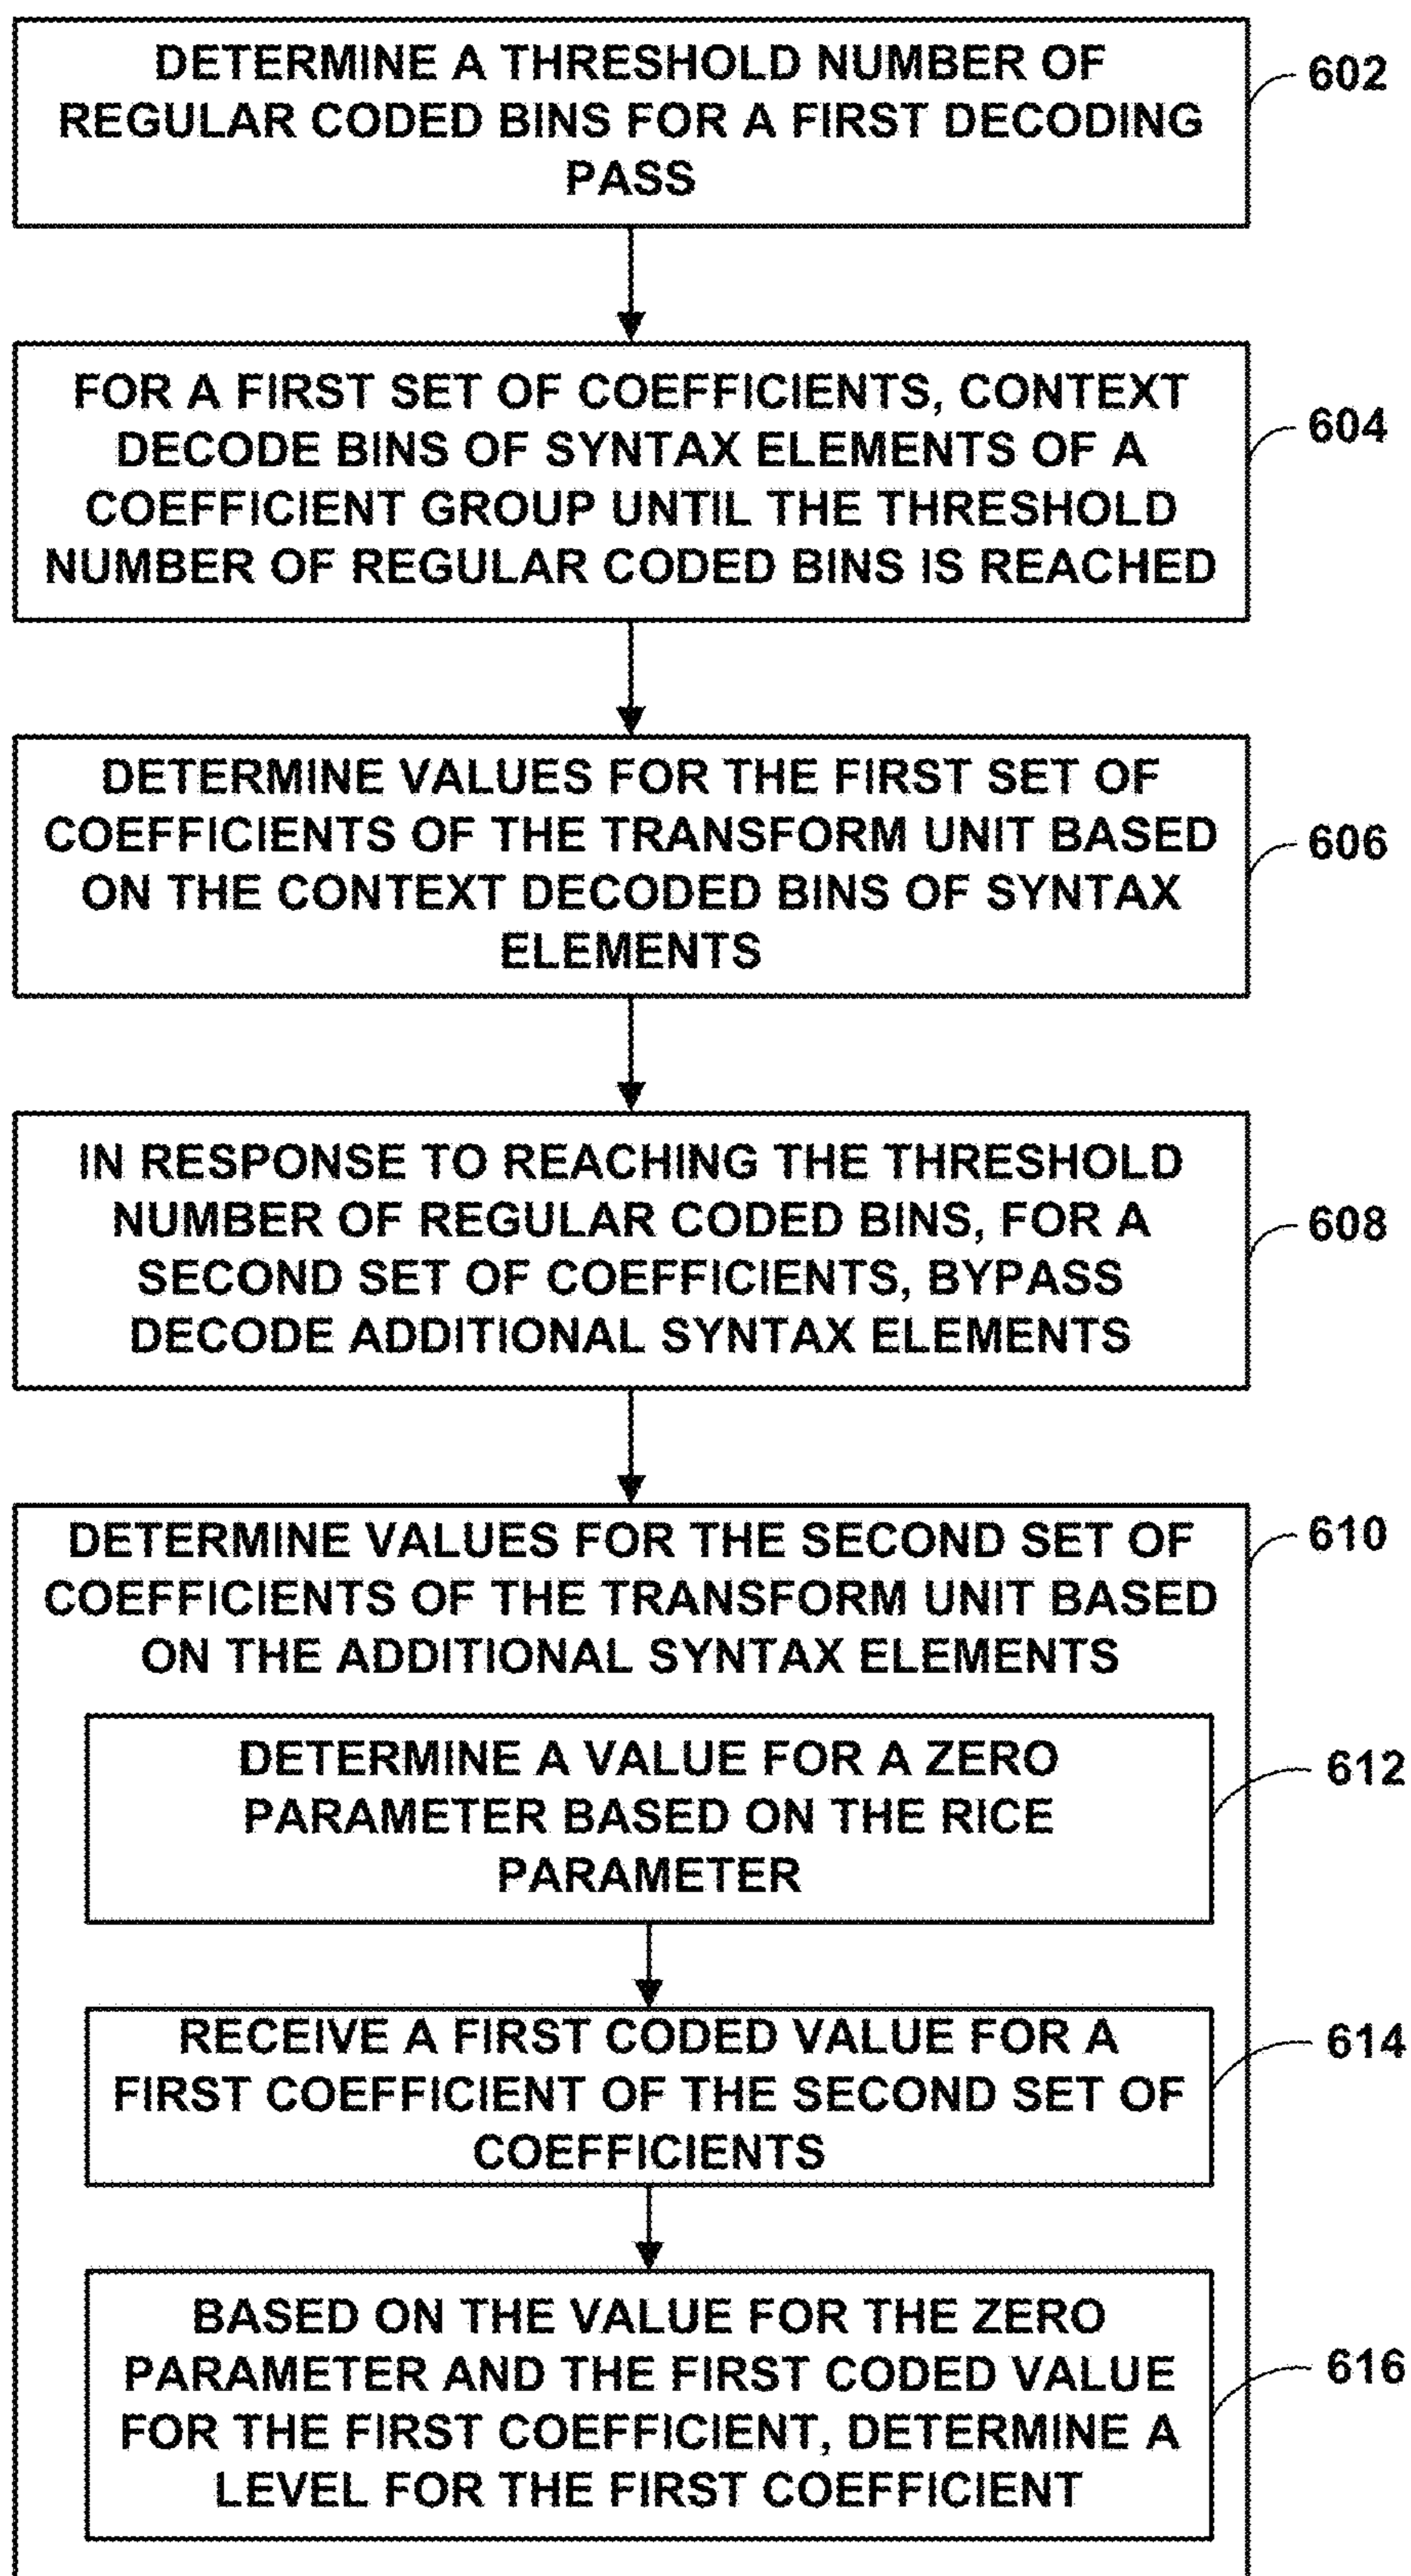 DETERMINE A THRESHOLD NUMBER OF
REGULAR CODED BINS FOR A FIRST DECODING
PASS
602
FOR A FIRST SET OF COEFFICIENTS, CONTEXT
DECODE BINS OF SYNTAX ELEMENTS OF A
COEFFICIENT GROUP UNTIL THE THRESHOLD
NUMBER OF REGULAR CODED BINS IS REACHED
604
DETERMINE VALUES FOR THE FIRST SET OF
COEFFICIENTS OF THE TRANSFORM UNIT BASED
ON THE CONTEXT DECODED BINS OF SYNTAX
ELEMENTS
606
IN RESPONSE TO REACHING THE THRESHOLD
NUMBER OF REGULAR CODED BINS, FOR A
SECOND SET OF COEFFICIENTS, BYPASS
DECODE ADDITIONAL SYNTAX ELEMENTS
608
DETERMINE VALUES FOR THE SECOND SET OF
COEFFICIENTS OF THE TRANSFORM UNIT BASED
ON THE ADDITIONAL SYNTAX ELEMENTS
610
DETERMINE A VALUE FOR A ZERO
PARAMETER BASED ON THE RICE
PARAMETER
612
RECEIVE A FIRST CODED VALUE FOR A
FIRST COEFFICIENT OF THE SECOND SET OF
COEFFICIENTS
614
BASED ON THE VALUE FOR THE ZERO
PARAMETER AND THE FIRST CODED VALUE
FOR THE FIRST COEFFICIENT, DETERMINE A
LEVEL FOR THE FIRST COEFFICIENT
616